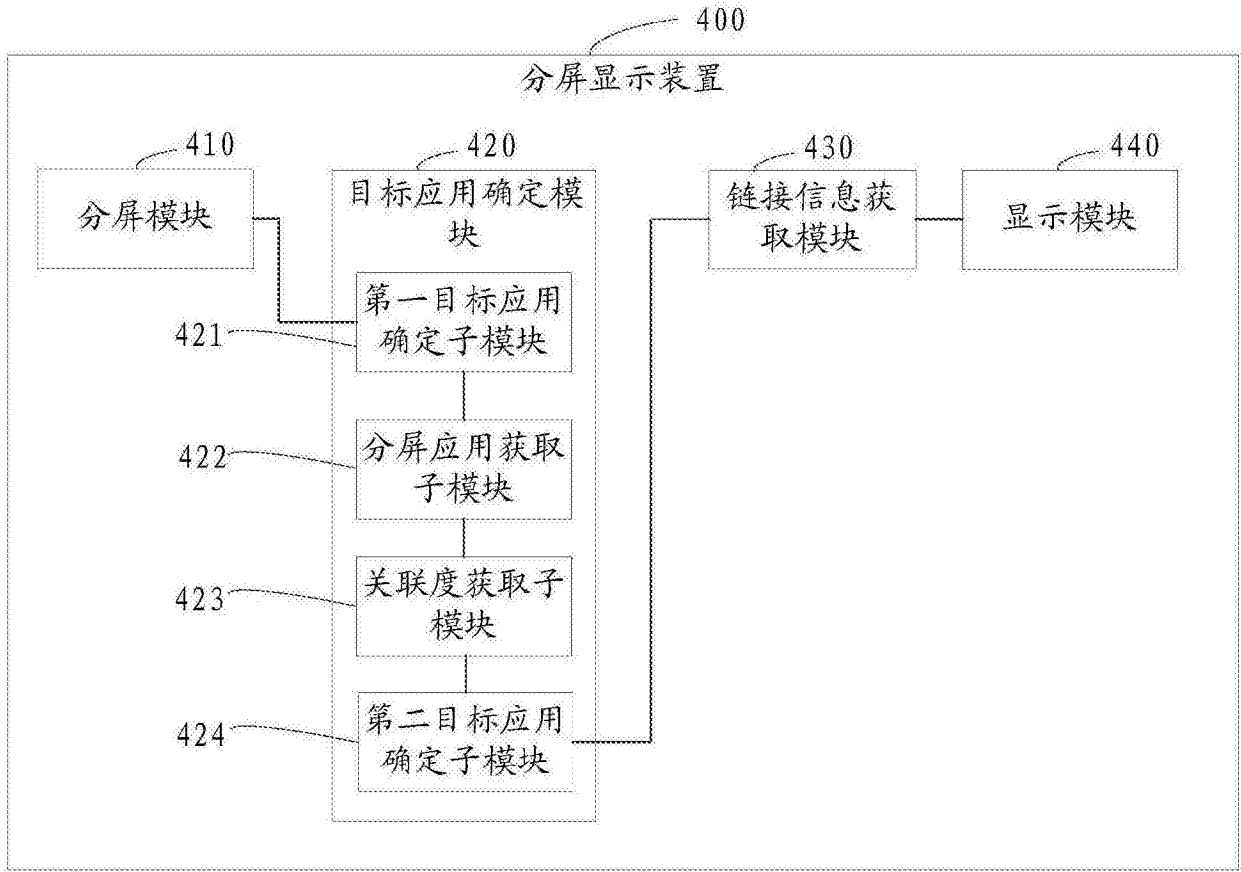 400
分屏显示装置
410
420
430
440
分屏模块
目标应用确定模
块
链接信息获
取模块
显示模块
第一目标应用
确定子模块
421
分屏应用获取
子模块
422
关联度获取子
模块
423
第二目标应用
确定子模块
424